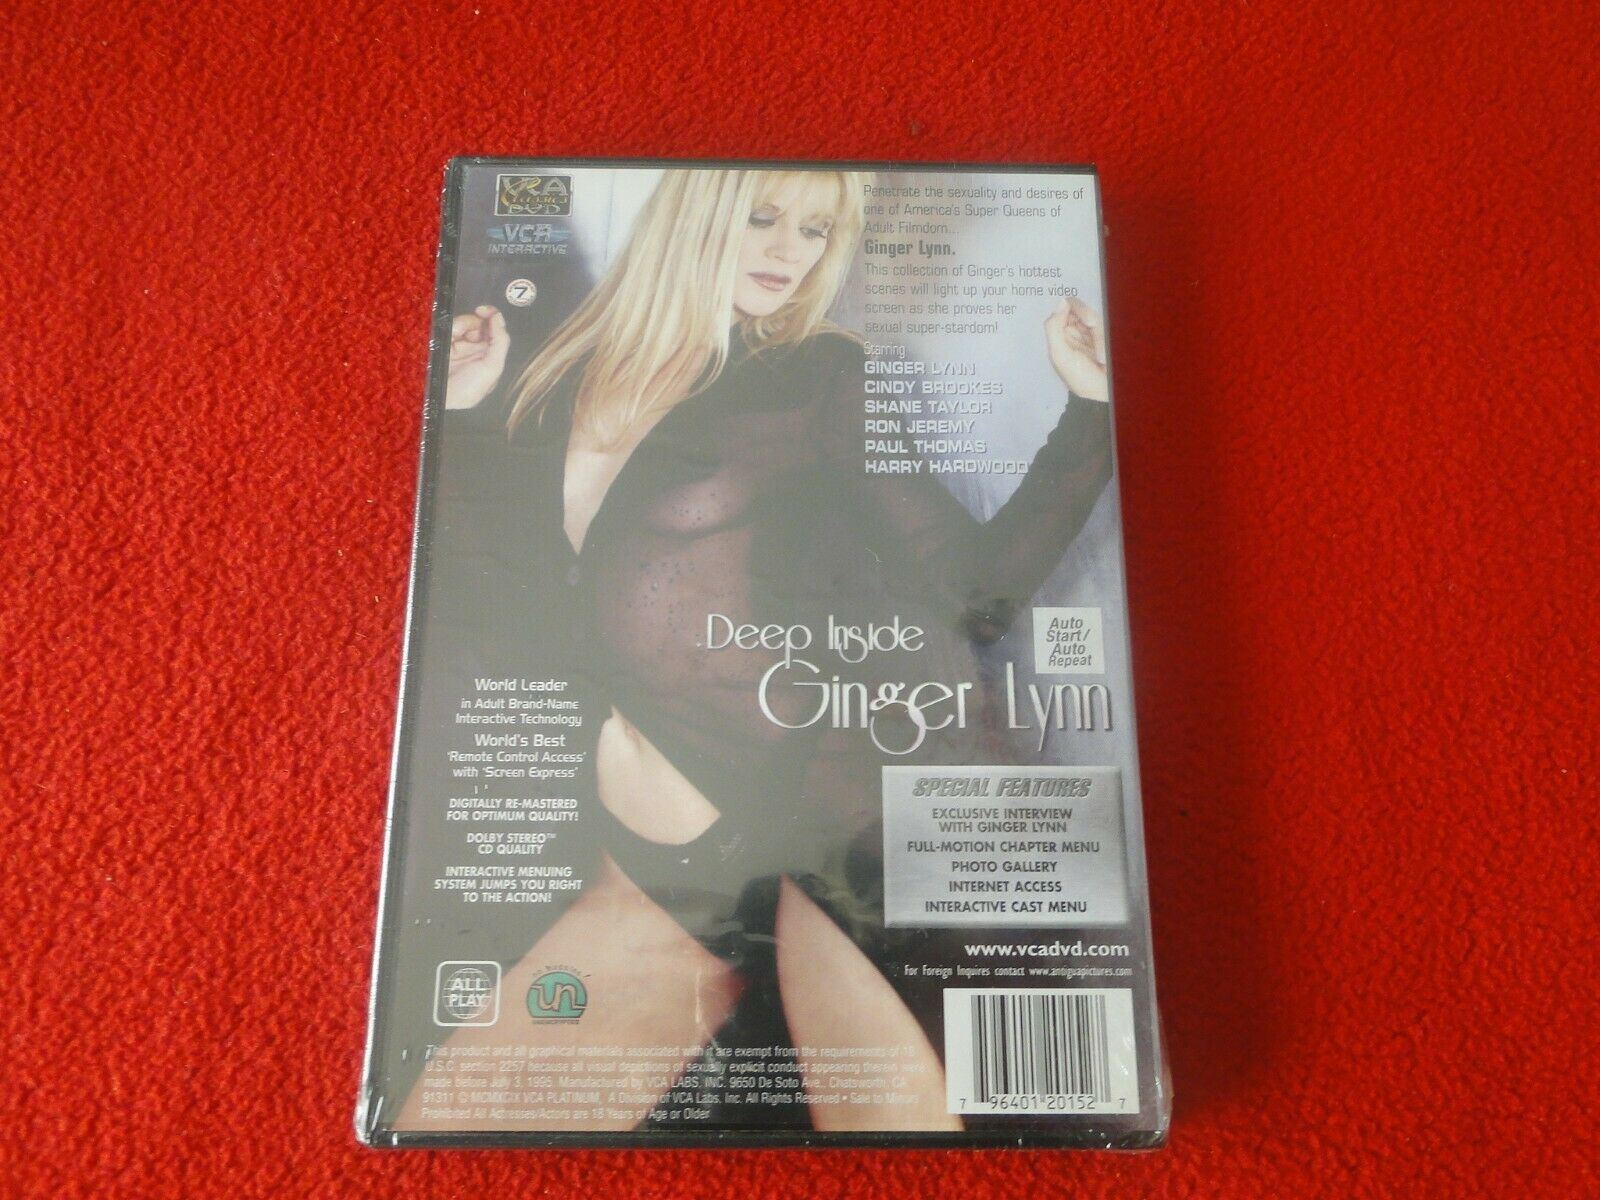 VCA
CLASSICS
DVD
VCA
INTERACTIVE
7
Penetrate the sexuality and desires of
one of America's Super Queens of
Adult Filmdom...
Ginger Lynn.
This collection of Ginger's hottest
scenes will light up your home video
screen as she proves her
sexual super-stardom!
Starring
GINGER LYNN
CINDY BROOKES
SHANE TAYLOR
RON JEREMY
PAUL THOMAS
HARRY HARDWOOD
Deep Inside
Ginger Lynn
Auto
Start/
Auto
Repeat
World Leader
in Adult Brand-Name
Interactive Technology
World's Best
'Remote Control Access'
with 'Screen Express'
DIGITALLY RE-MASTERED
FOR OPTIMUM QUALITY!
DOLBY STEREO™
CD QUALITY
INTERACTIVE MENUING
SYSTEM JUMPS YOU RIGHT
TO THE ACTION!
SPECIAL FEATURES
EXCLUSIVE INTERVIEW
WITH GINGER LYNN
FULL-MOTION CHAPTER MENU
PHOTO GALLERY
INTERNET ACCESS
INTERACTIVE CAST MENU
www.vcadvd.com
For Foreign Inquires contact www.antiguapictures.com
ALL
PLAY
un
UNENCRYPTED
This product and all graphical materials associated with it are exempt from the requirements of 18
U.S.C. section 2257 because all visual depictions of sexually explicit conduct appearing therein were
made before July 3, 1995. Manufactured by VCA LABS, INC. 9650 De Soto Ave., Chatsworth, CA
91311 © MCMXCIX VCA PLATINUM, A Division of VCA Labs, Inc. All Rights Reserved • Sale to Minors
Prohibited All Actresses/Actors are 18 Years of Age or Older
7 96401 20152 7